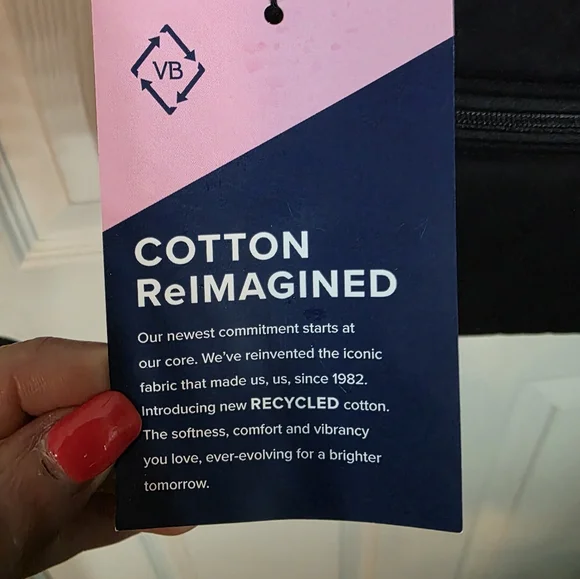 VB
COTTON
ReIMAGINED
Our newest commitment starts at
our core. We've reinvented the iconic
fabric that made us, us, since 1982.
Introducing new RECYCLED cotton.
The softness, comfort and vibrancy
you love, ever-evolving for a brighter
tomorrow.